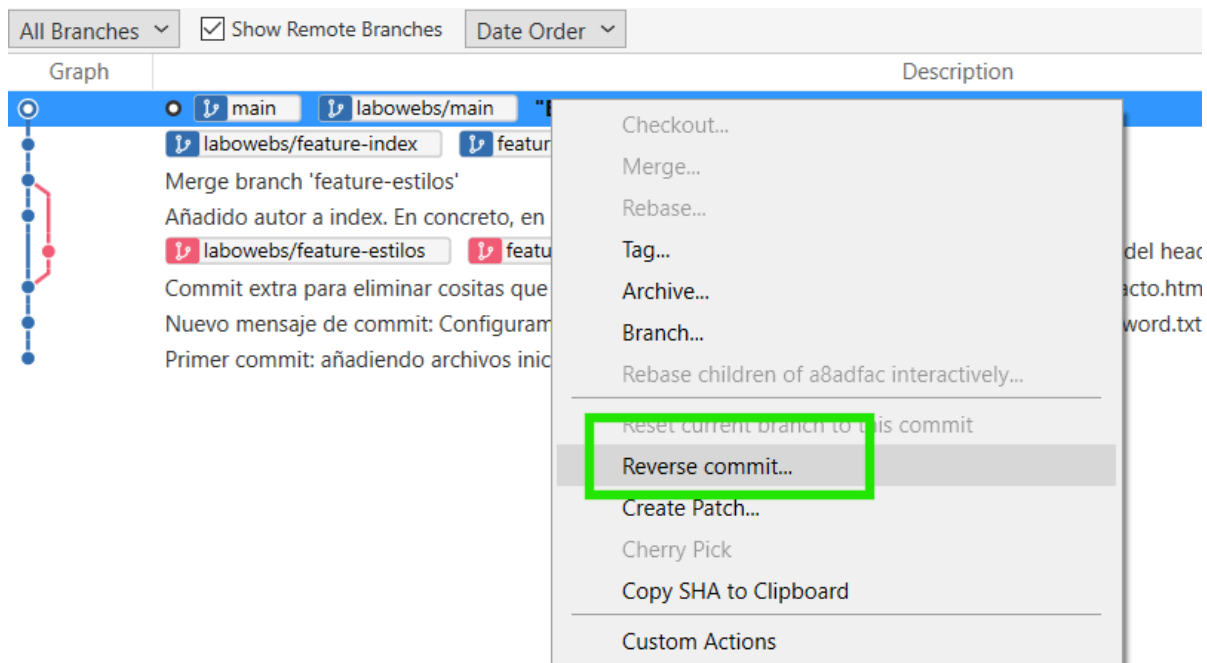 All Branches Show Remote Branches Date Order
Graph Description
main labowebs/main
labowebs/feature-index featur
Merge branch 'feature-estilos'
Añadido autor a index. En concreto, en
labowebs/feature-estilos featu del head
Commit extra para eliminar cositas que acto.htm
Nuevo mensaje de commit: Configuram word.txt
Primer commit: añadiendo archivos inic
Checkout...
Merge...
Rebase...
Tag...
Archive...
Branch...
Rebase children of a8adfac interactively...
Reset current branch to this commit
Reverse commit...
Create Patch...
Cherry Pick
Copy SHA to Clipboard
Custom Actions